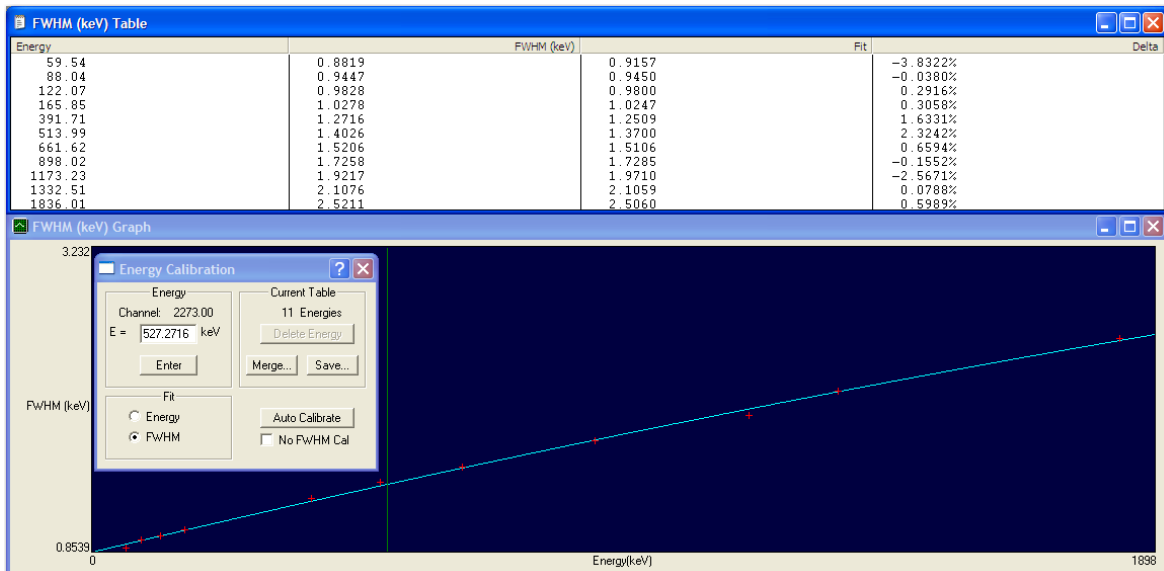 FWHM (keV) Table
Energy FWHM (keV) Fit Delta
59.54 0.8819 0.9157 −3.8322%
88.04 0.9447 0.9450 −0.0380%
122.07 0.9828 0.9800 0.2916%
165.85 1.0278 1.0247 0.3058%
391.71 1.2716 1.2509 1.6331%
513.99 1.4026 1.3700 2.3242%
661.62 1.5206 1.5106 0.6594%
898.02 1.7258 1.7285 −0.1552%
1173.23 1.9217 1.9710 −2.5671%
1332.51 2.1076 2.1059 0.0788%
1836.01 2.5211 2.5060 0.5989%
FWHM (keV) Graph
3.232
Energy Calibration
Energy
Channel: 2273.00
E = 527.2716 keV
Enter
Current Table
11 Energies
Delete Energy
Merge... Save...
Fit
Energy
FWHM
Auto Calibrate
No FWHM Cal
FWHM (keV)
0.8539
0 Energy(keV) 1898